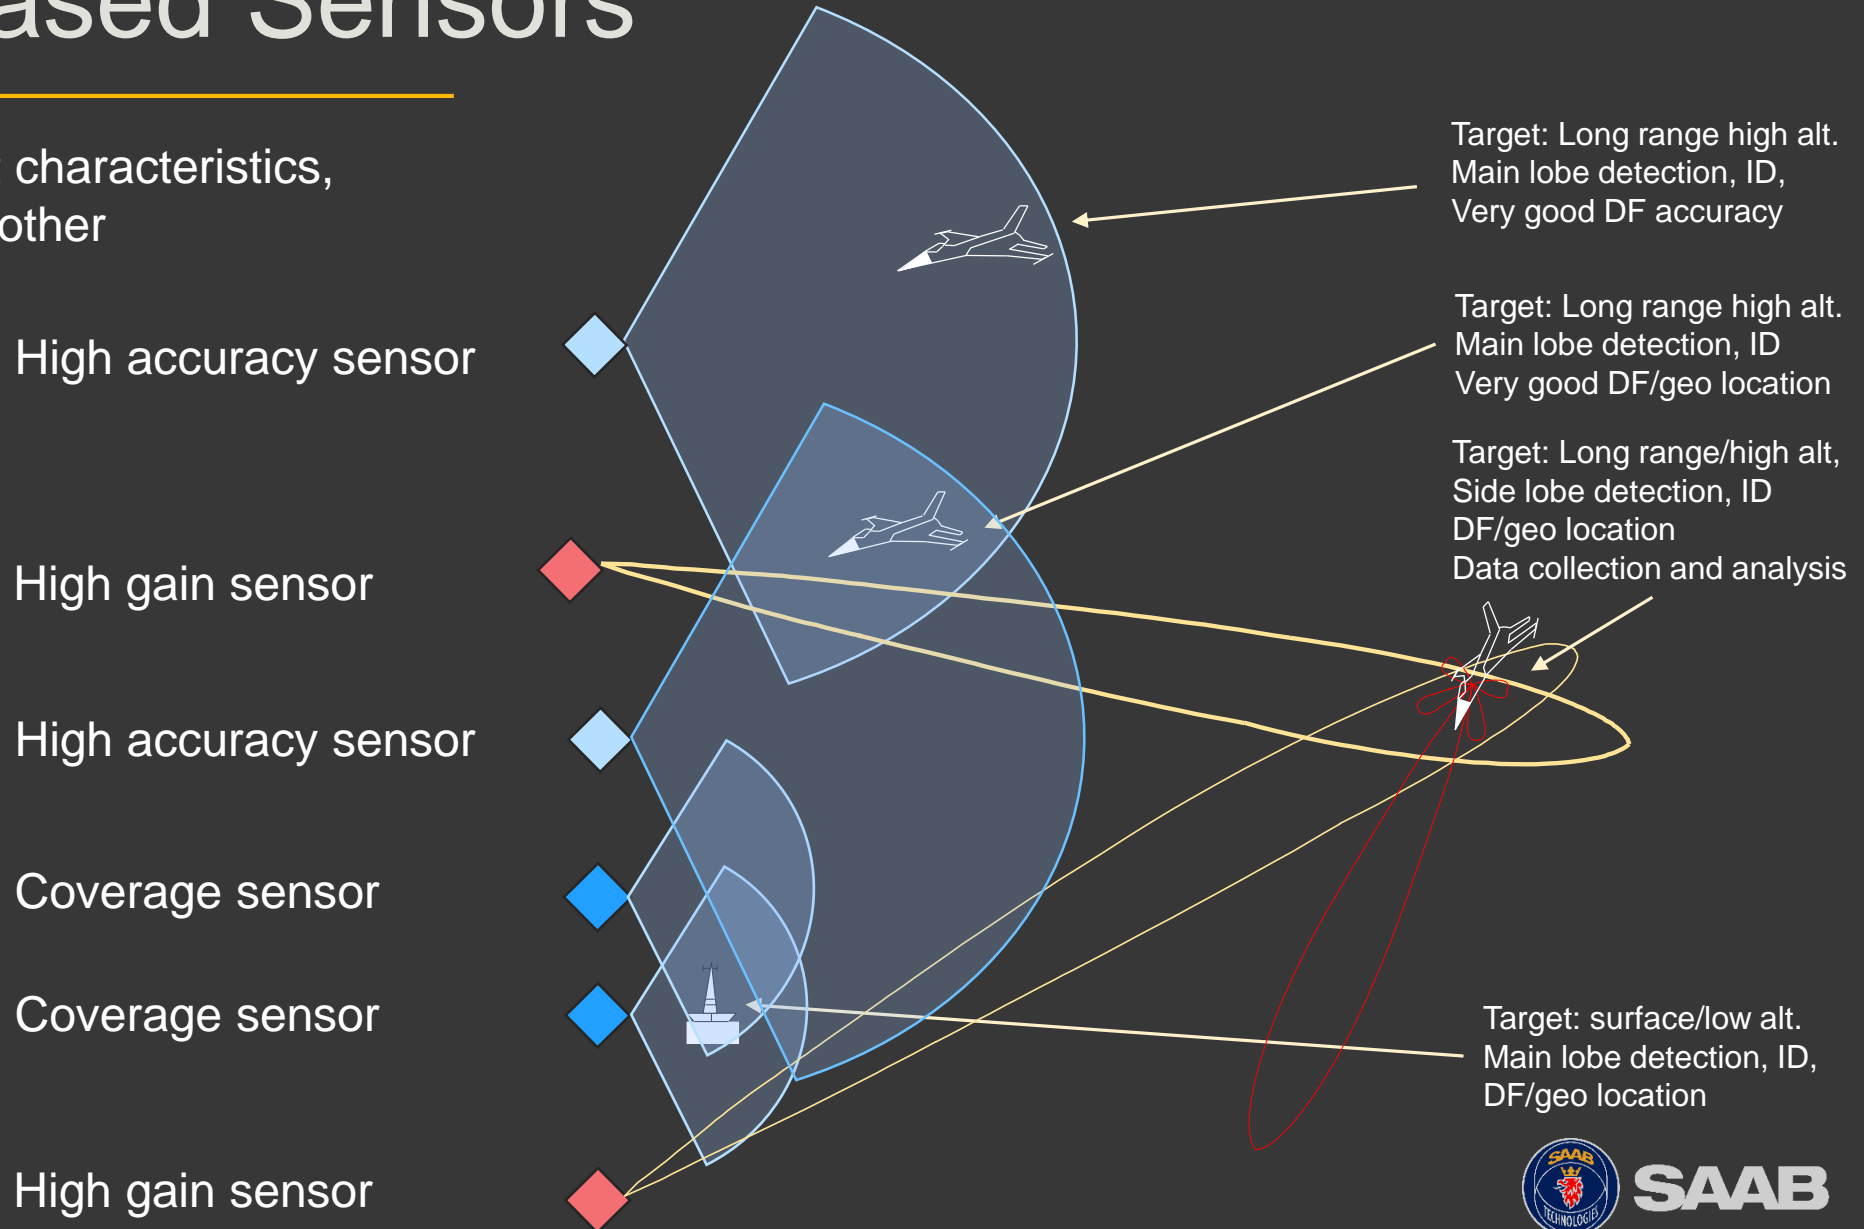 ased Sensors
characteristics,
other
High accuracy sensor
High gain sensor
High accuracy sensor
Coverage sensor
Coverage sensor
High gain sensor
Target: Long range high alt.
Main lobe detection, ID,
Very good DF accuracy
Target: Long range high alt.
Main lobe detection, ID
Very good DF/geo location
Target: Long range/high alt,
Side lobe detection, ID
DF/geo location
Data collection and analysis
Target: surface/low alt.
Main lobe detection, ID,
DF/geo location
SAAB
TECHNOLOGIES
SAAB